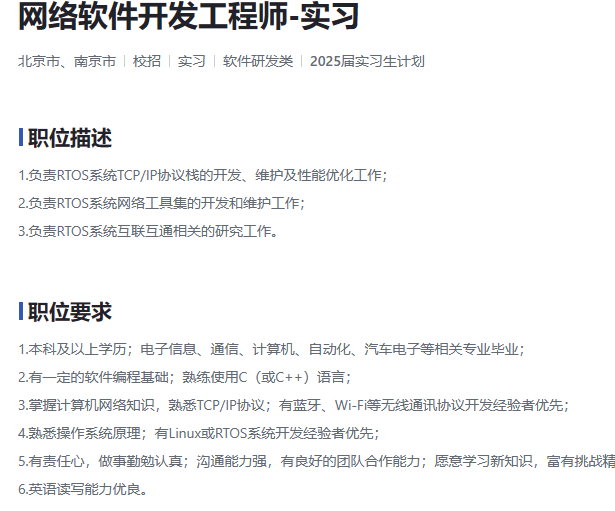 网络软件开发工程师-实习
北京市、南京市 | 校招 | 实习 | 软件研发类 | 2025届实习生计划
职位描述
1.负责RTOS系统TCP/IP协议栈的开发、维护及性能优化工作；
2.负责RTOS系统网络工具集的开发和维护工作；
3.负责RTOS系统互联互通相关的研究工作。
职位要求
1.本科及以上学历；电子信息、通信、计算机、自动化、汽车电子等相关专业毕业；
2.有一定的软件编程基础；熟练使用C（或C++）语言；
3.掌握计算机网络知识，熟悉TCP/IP协议；有蓝牙、Wi-Fi等无线通讯协议开发经验者优先；
4.熟悉操作系统原理；有Linux或RTOS系统开发经验者优先；
5.有责任心，做事勤勉认真；沟通能力强，有良好的团队合作能力；愿意学习新知识，富有挑战精
6.英语读写能力优良。